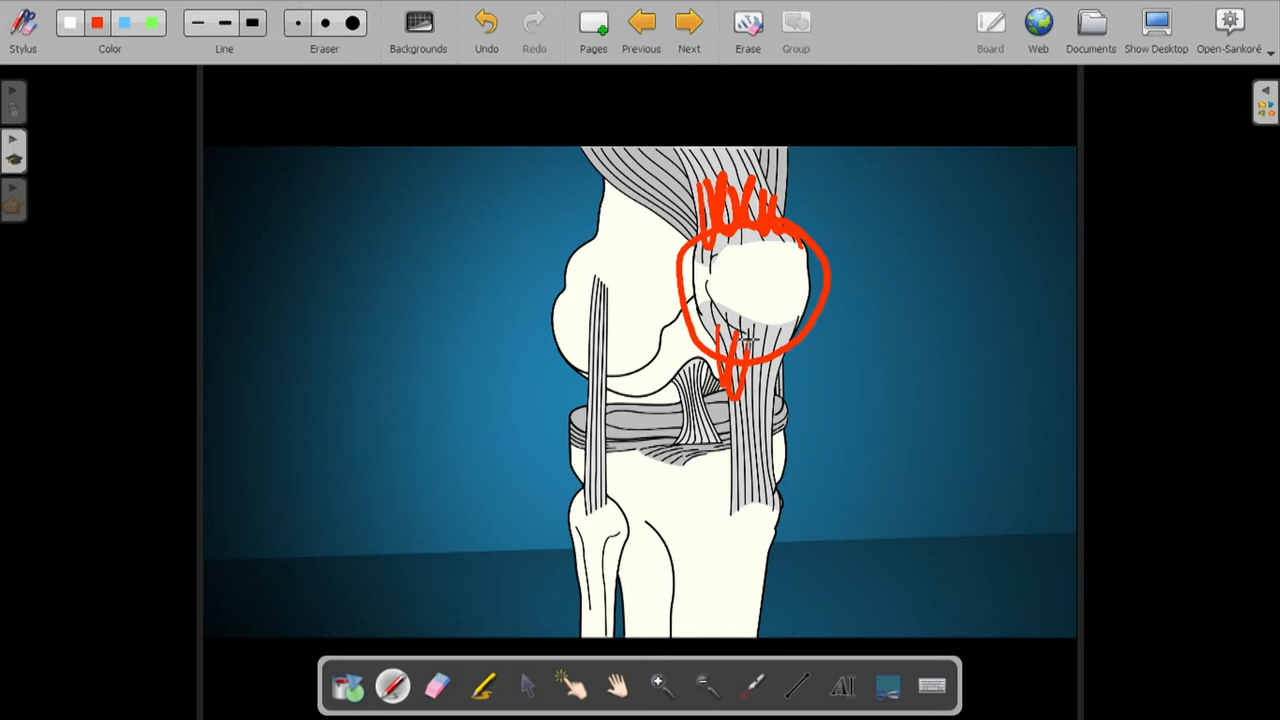 Stylus
Color
Line
Eraser
Backgrounds
Undo
Redo
Pages
Previous
Next
Erase
Group
Board
Web
Documents
Show Desktop
Open-Sankoré
AI